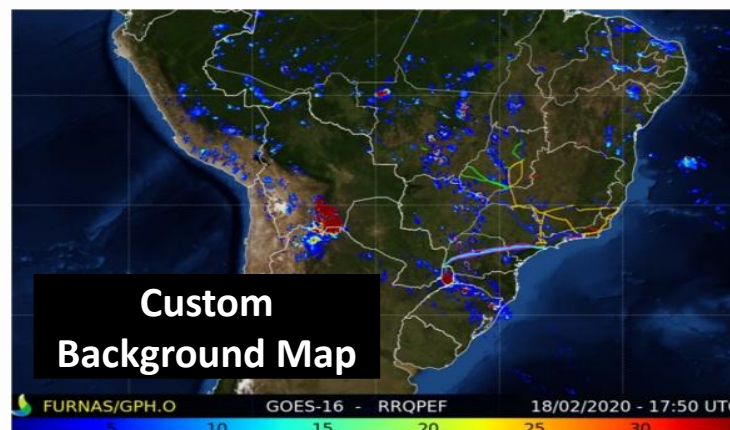 Custom
Background Map
FURNAS/GPH.O GOES-16 - RRQPEF 18/02/2020 - 17:50 UTC
5 10 15 20 25 30